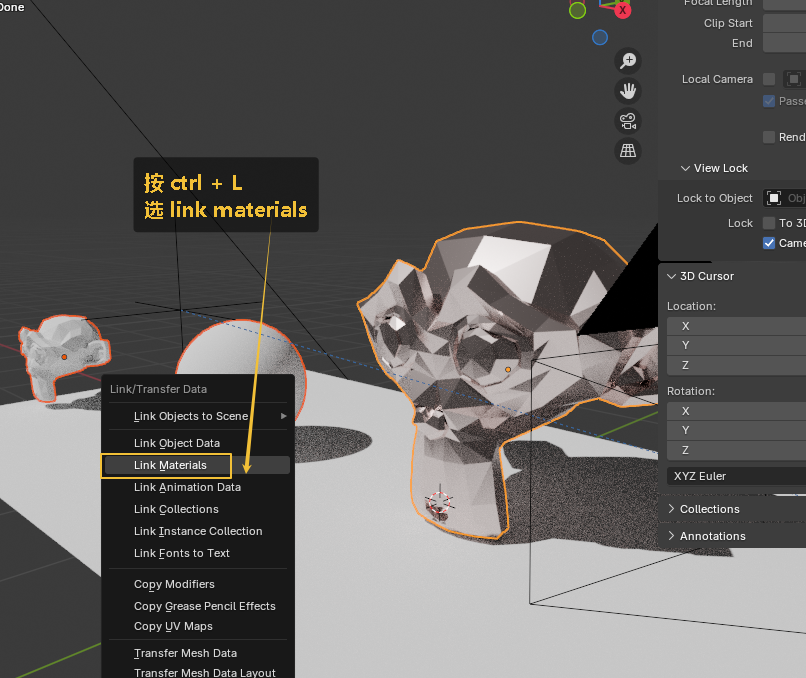 Done
Focal Length
X
Clip Start
End
Local Camera
Passe
Rend
View Lock
Lock to Object
Obj
Lock
To 3D
Came
按 ctrl + L
选 link materials
3D Cursor
Location:
X
Y
Z
Rotation:
X
Y
Z
XYZ Euler
Collections
Annotations
Link/Transfer Data
Link Objects to Scene
Link Object Data
Link Materials
Link Animation Data
Link Collections
Link Instance Collection
Link Fonts to Text
Copy Modifiers
Copy Grease Pencil Effects
Copy UV Maps
Transfer Mesh Data
Transfer Mesh Data Layout